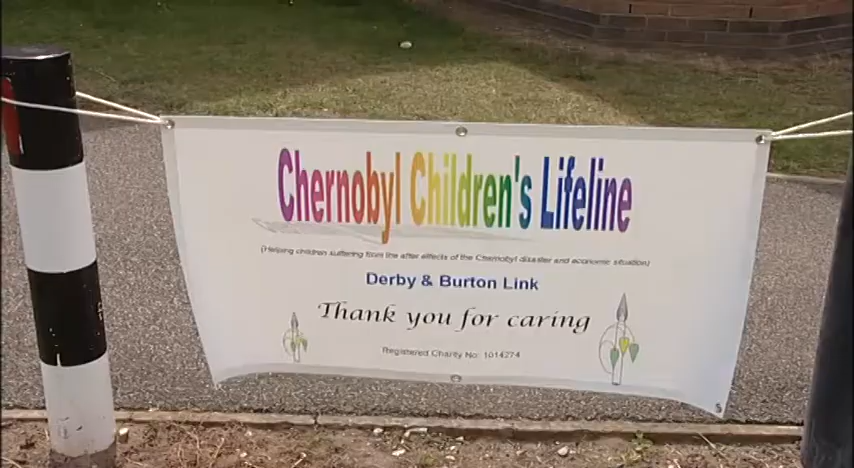 Chernobyl Children's Lifeline
(Helping children suffering from the after effects of the Chernobyl disaster and economic situation)
Derby & Burton Link
Thank you for caring
Registered Charity No: 1014274